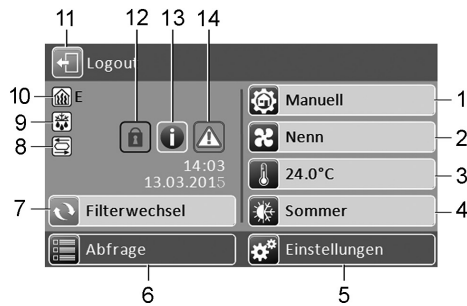 12 13 14
11
Logout
10 E
9
8
14:03
13.03.2015
7 Filterwechsel
Abfrage
6
Manuell 1
Nenn 2
24.0°C 3
Sommer 4
Einstellungen
5